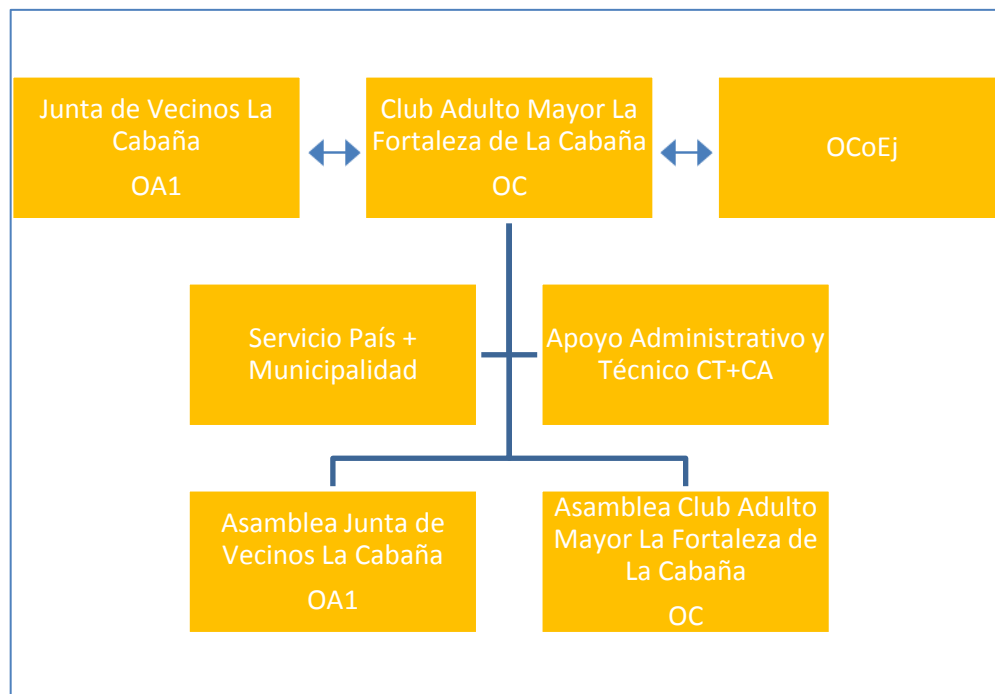 Junta de Vecinos La
Cabaña
OA1
Club Adulto Mayor La
Fortaleza de La Cabaña
OC
OCoEj
Servicio País +
Municipalidad
Apoyo Administrativo y
Técnico CT+CA
Asamblea Junta de
Vecinos La Cabaña
OA1
Asamblea Club Adulto
Mayor La Fortaleza de
La Cabaña
OC